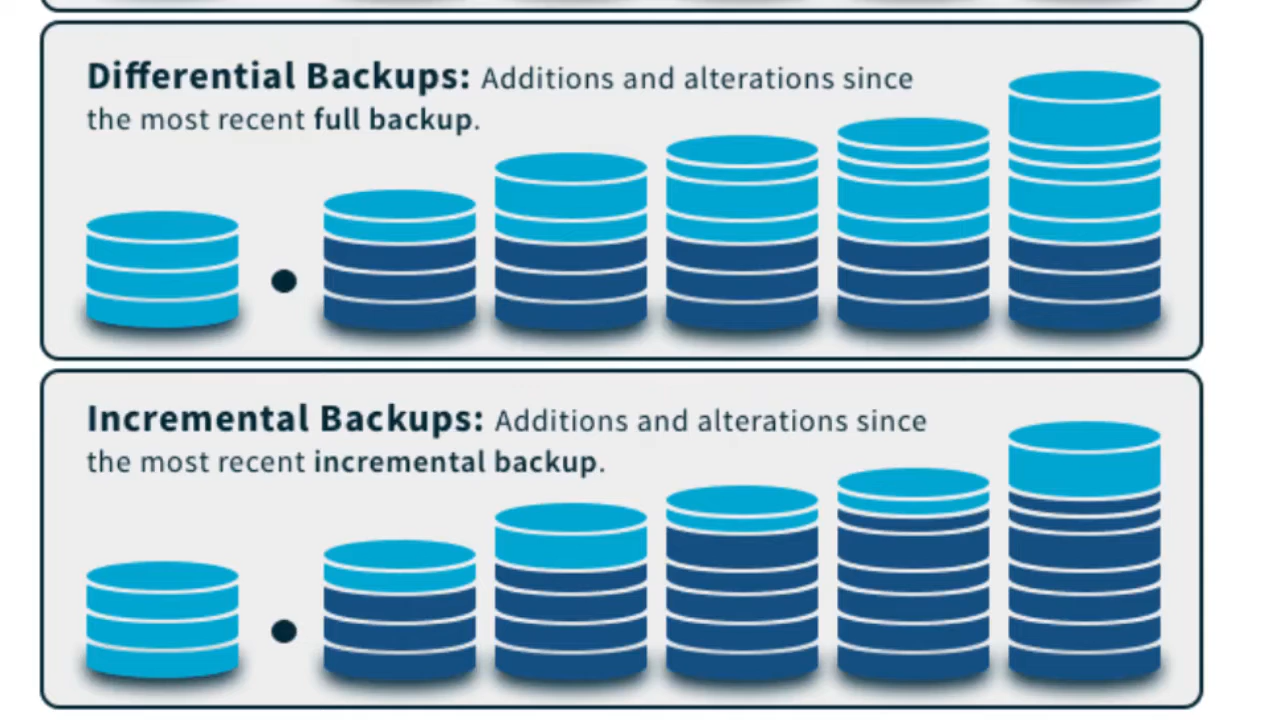 Differential Backups: Additions and alterations since
the most recent full backup.
Incremental Backups: Additions and alterations since
the most recent incremental backup.